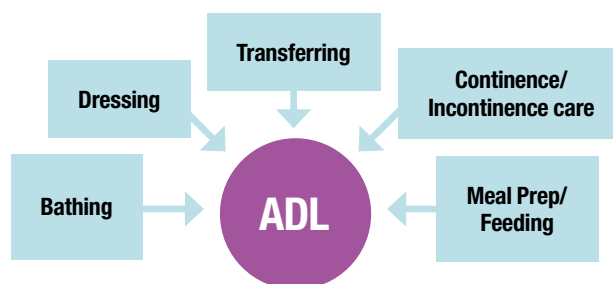 Transferring
Dressing
Continence/
Incontinence care
Bathing
ADL
Meal Prep/
Feeding